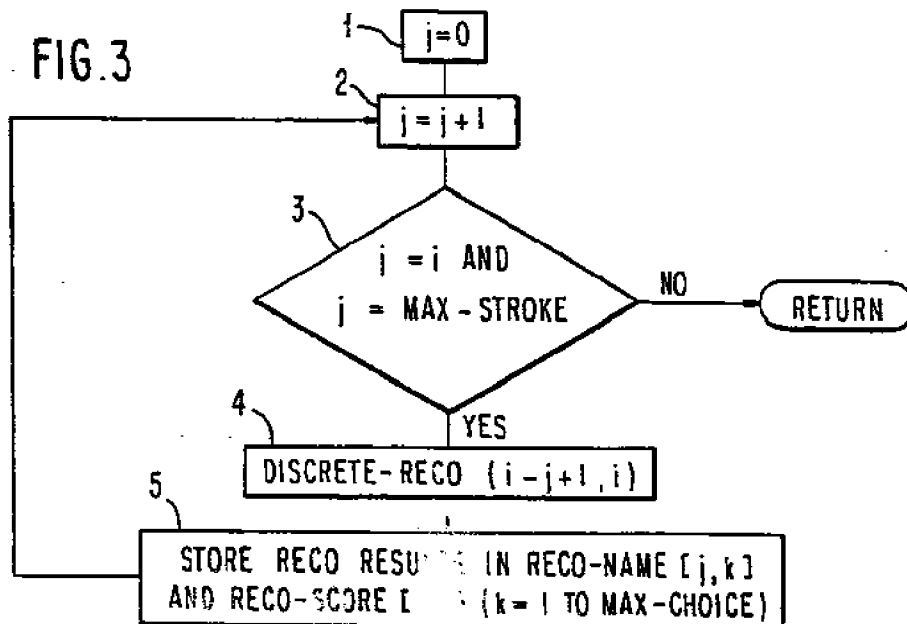 FIG.3
1
j=0
2
j=j+1
3
j = i AND
j = MAX-STROKE
NO
RETURN
YES
4
DISCRETE-RECO (i-j+1,i)
5
STORE RECO IN RECO-NAME [j,k]
AND RECO-SCORE [ (k=1 TO MAX-CHOICE)